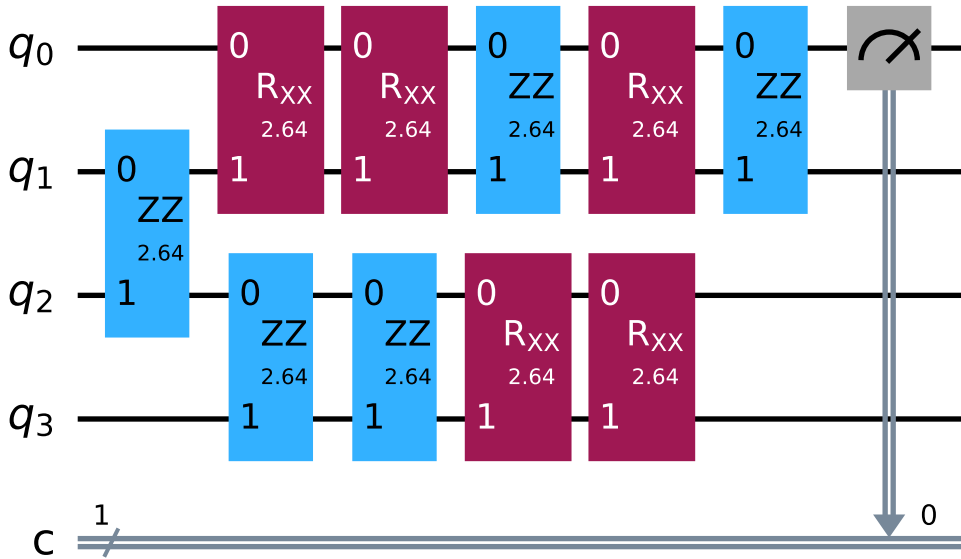 q0 0 0 0 0 0
RXX RXX ZZ RXX ZZ
2.64 2.64 2.64 2.64 2.64
q1 0 1 1 1 1 1
ZZ
2.64
q2 1 0 0 0 0
ZZ ZZ RXX RXX
2.64 2.64 2.64 2.64
q3 1 1 1 1
1 0
c